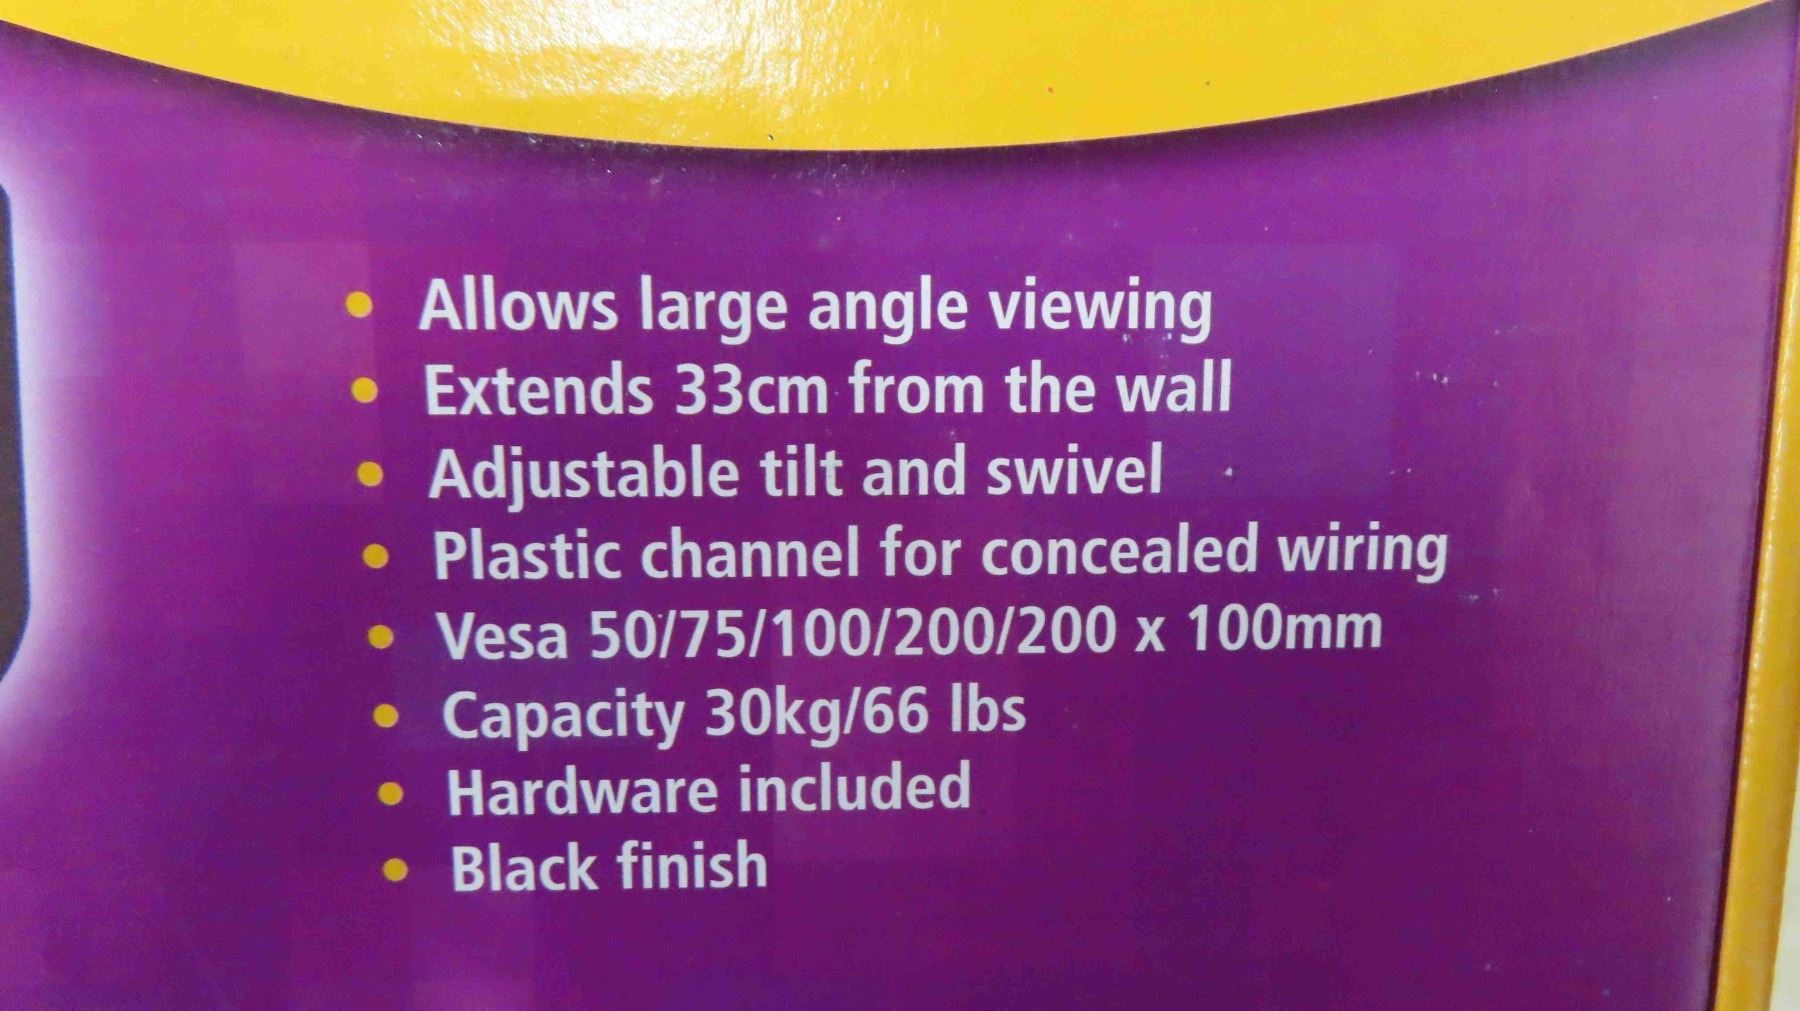 • Allows large angle viewing
• Extends 33cm from the wall
• Adjustable tilt and swivel
• Plastic channel for concealed wiring
• Vesa 50/75/100/200/200 x 100mm
• Capacity 30kg/66 lbs
• Hardware included
• Black finish